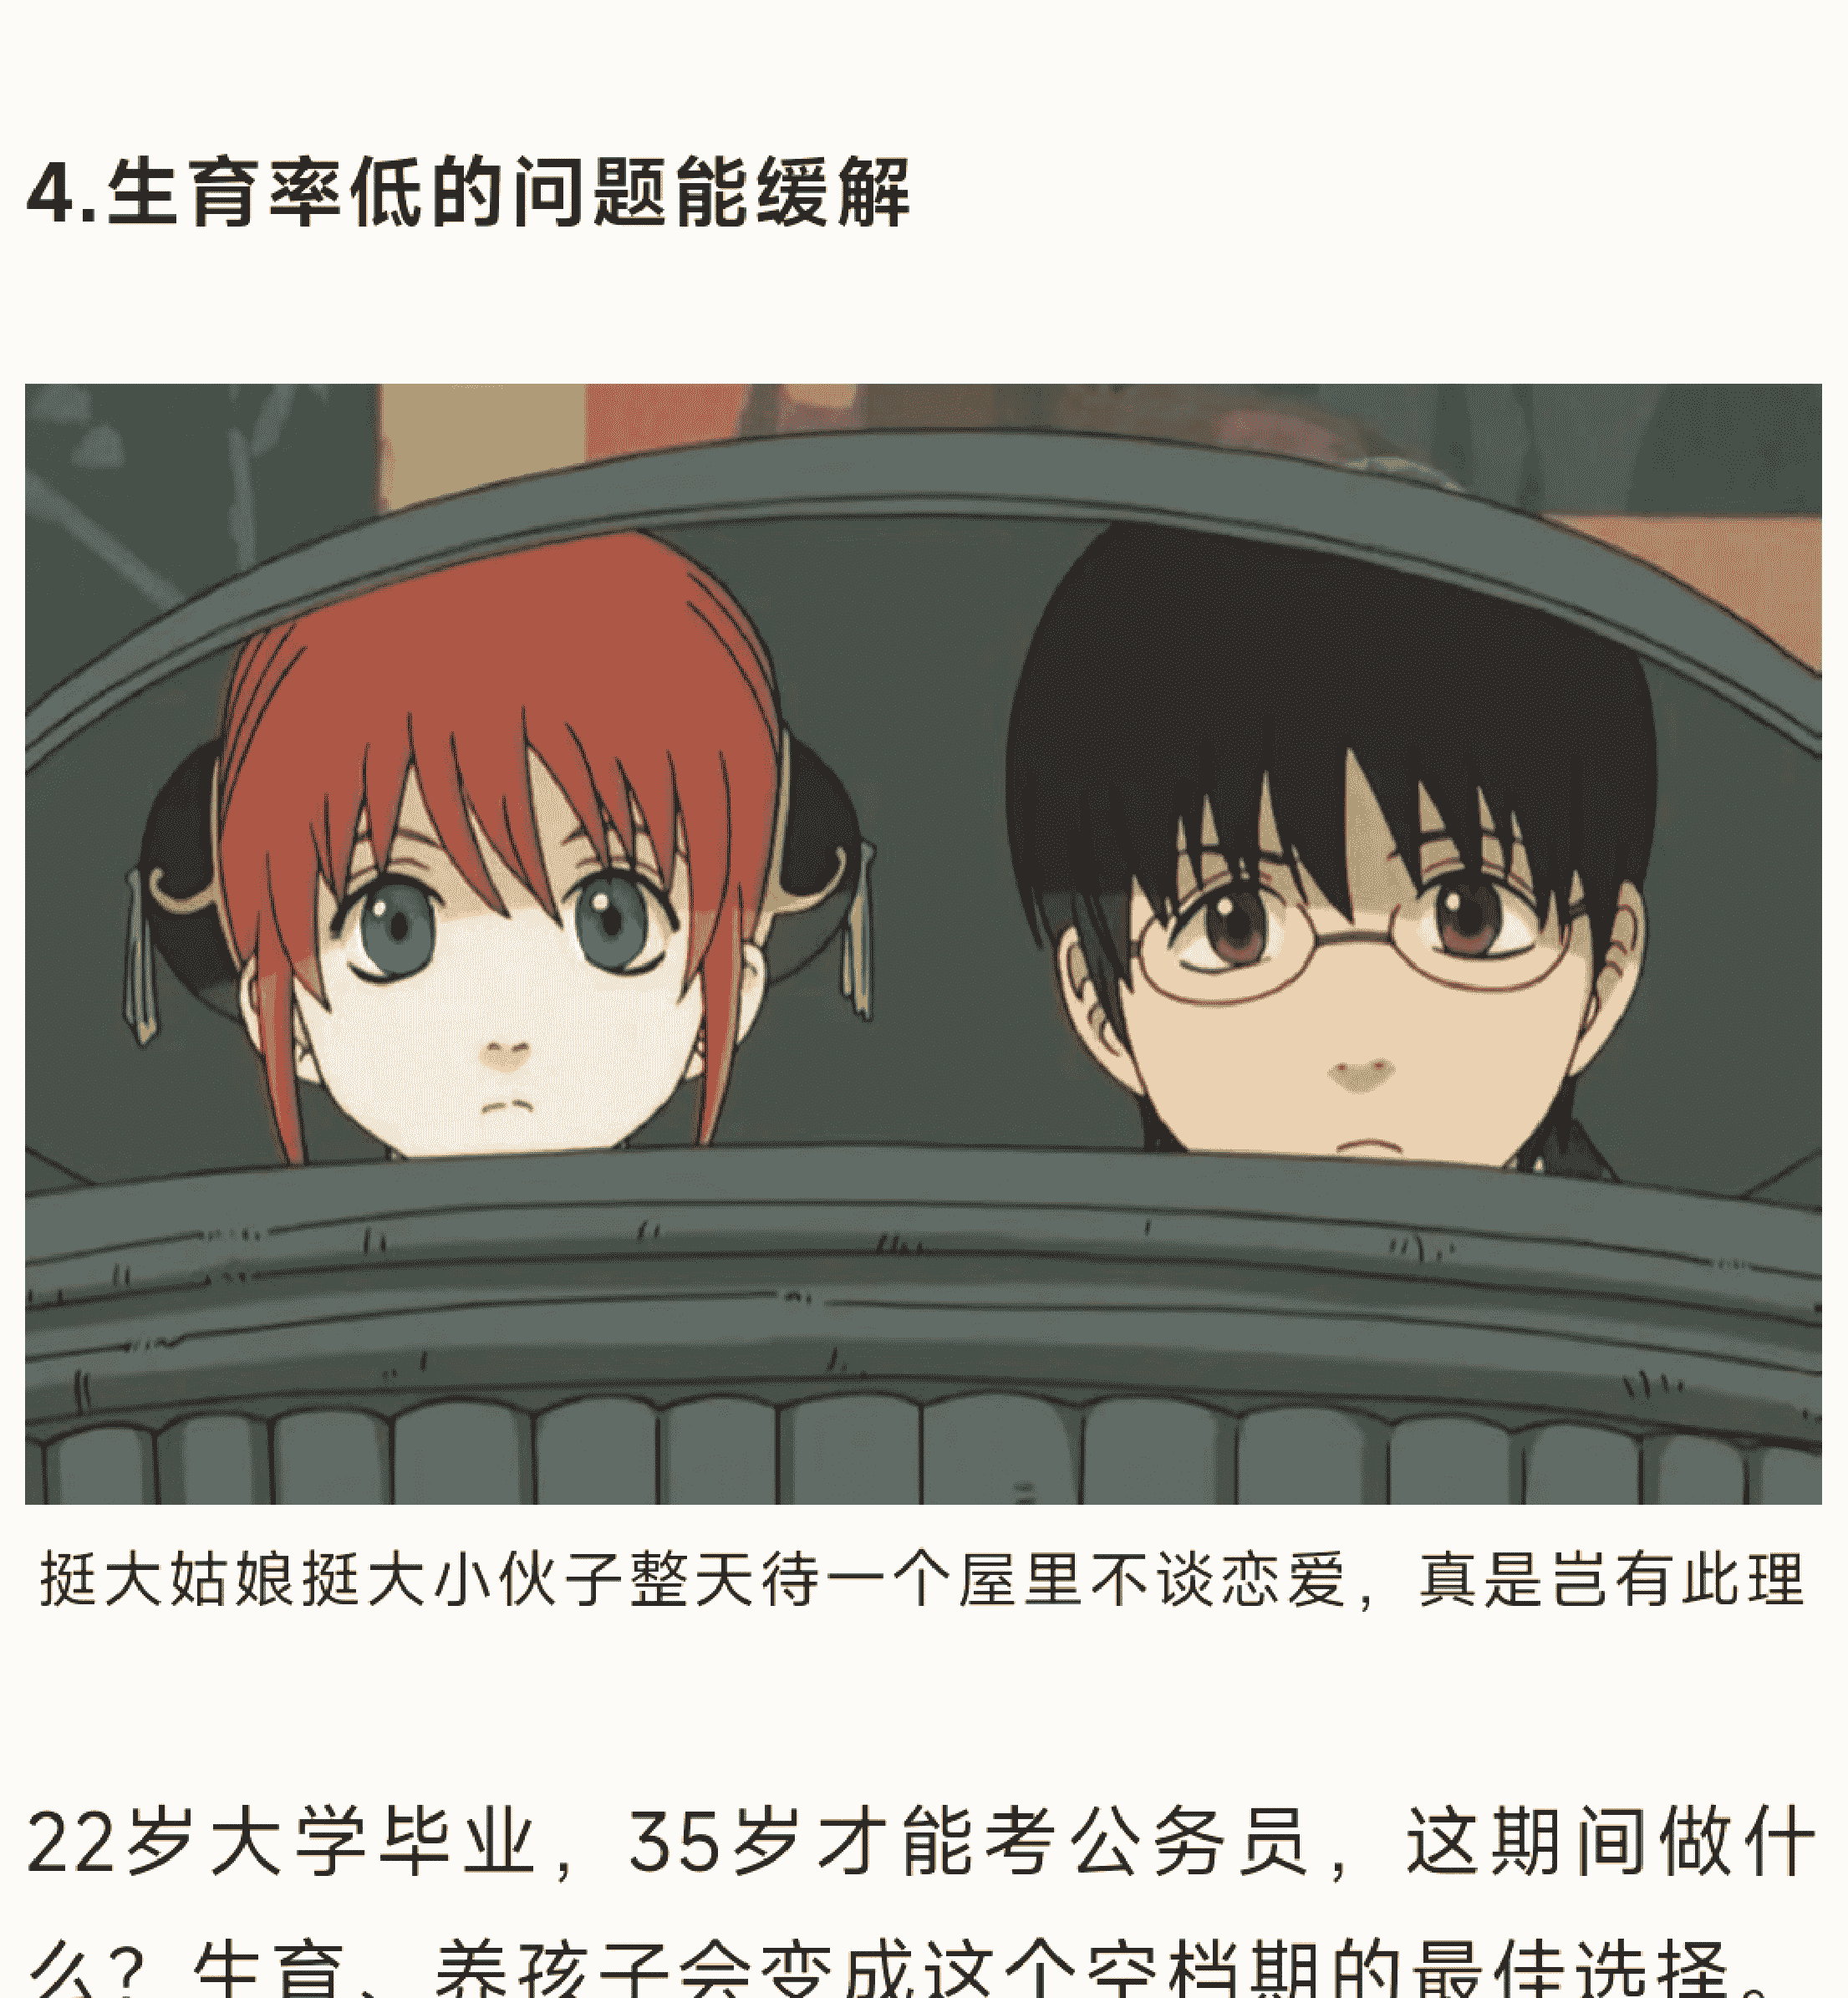 4.生育率低的问题能缓解
挺大姑娘挺大小伙子整天待一个屋里不谈恋爱，真是岂有此理
22岁大学毕业，35岁才能考公务员，这期间做什
么？生育、养孩子会变成这个空档期的最佳选择。